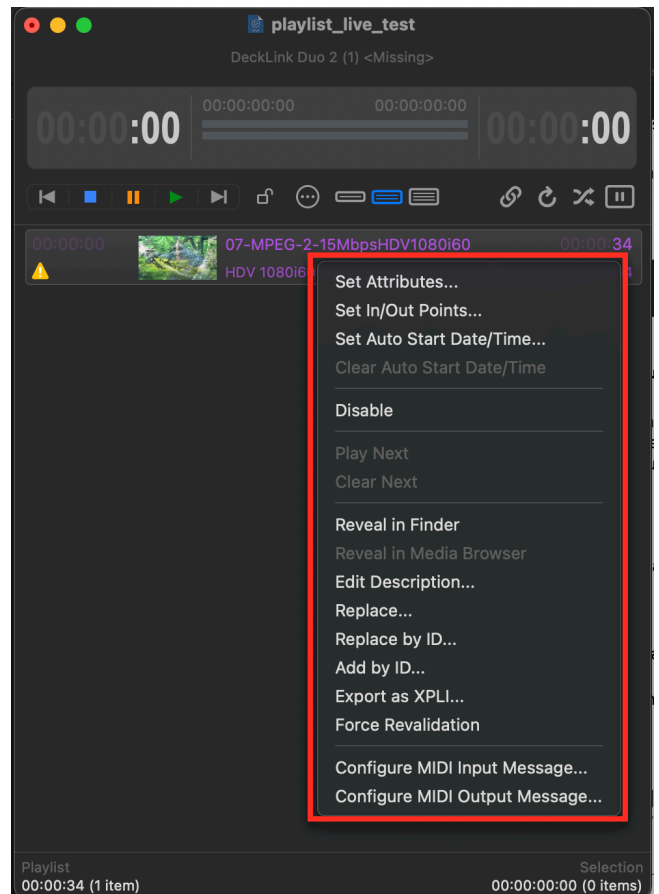 playlist_live_test
DeckLink Duo 2 (1) <Missing>
00:00:00:00 00:00:00:00
00:00:00 00:00:00
00:00:00 07-MPEG-2-15MbpsHDV1080i60 00:00:34
HDV 1080i6 4
Set Attributes...
Set In/Out Points...
Set Auto Start Date/Time...
Clear Auto Start Date/Time
Disable
Play Next
Clear Next
Reveal in Finder
Reveal in Media Browser
Edit Description...
Replace...
Replace by ID...
Add by ID...
Export as XPLI...
Force Revalidation
Configure MIDI Input Message...
Configure MIDI Output Message...
Playlist Selection
00:00:34 (1 item) 00:00:00:00 (0 items)